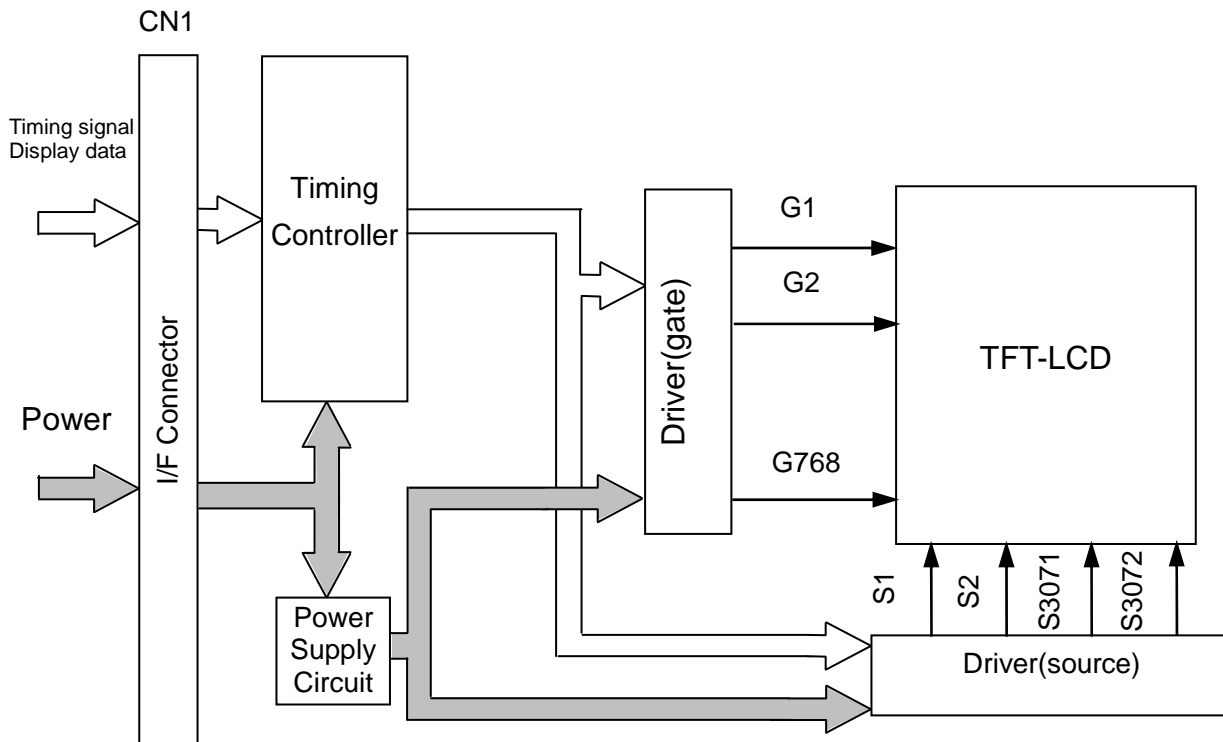 CN1
Timing signal
Display data
Power
I/F Connector
Timing
Controller
Power
Supply
Circuit
Driver(gate)
G1
G2
G768
TFT-LCD
S1
S2
S3071
S3072
Driver(source)